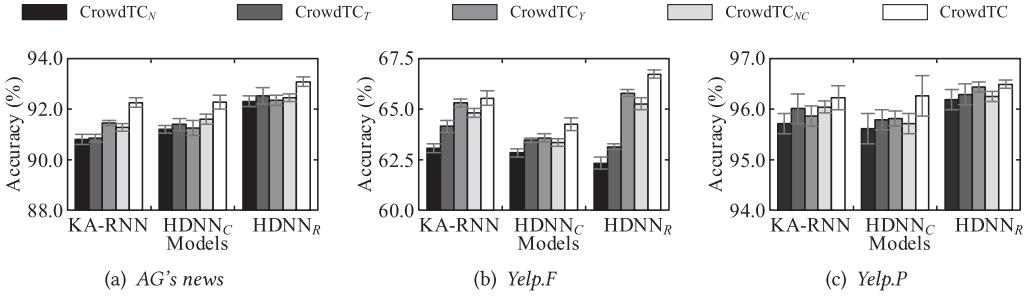 CrowdTC_N CrowdTC_T CrowdTC_Y CrowdTC_NC CrowdTC
Accuracy (%)
94.0
92.0
90.0
88.0
KA-RNN HDNN_C HDNN_R
Models
(a) AG's news
Accuracy (%)
67.5
65.0
62.5
60.0
KA-RNN HDNN_C HDNN_R
Models
(b) Yelp.F
Accuracy (%)
97.0
96.0
95.0
94.0
KA-RNN HDNN_C HDNN_R
Models
(c) Yelp.P